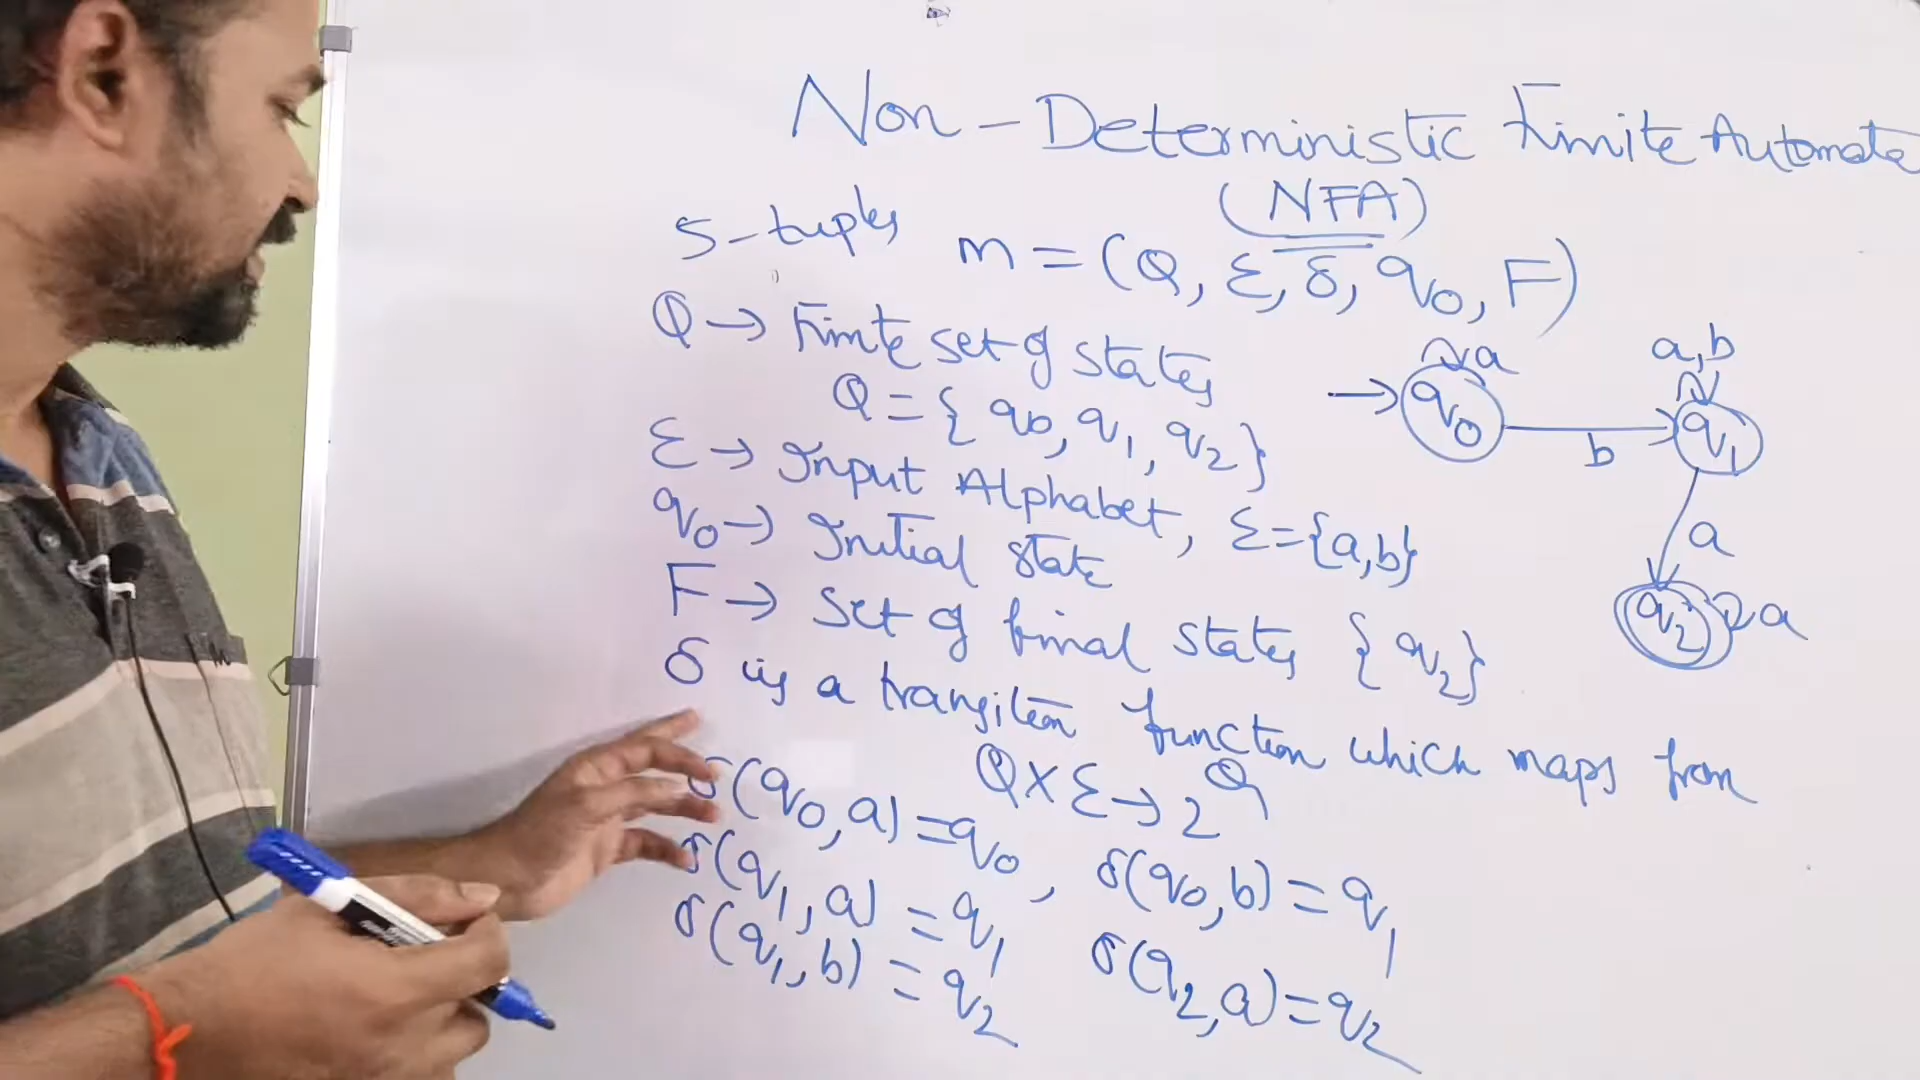 Non-Deterministic Finite Automata
(NFA)
5-tuples m = (Q, Ɛ, δ, q0, F)
Q → Finite set of states
Q = { q0, q1, q2}
Ɛ → Input Alphabet, Ɛ={a,b}
q0 → Initial state
F → Set of final states { q2}
δ is a transition function which maps from
Q X Ɛ → 2^Q
δ(q0, a) = q0, δ(q0, b) = q1
δ(q1, a) = q1
δ(q1, b) = q2
δ(q2, a) = q2
a
a,b
q0
q1
b
a
q2
a